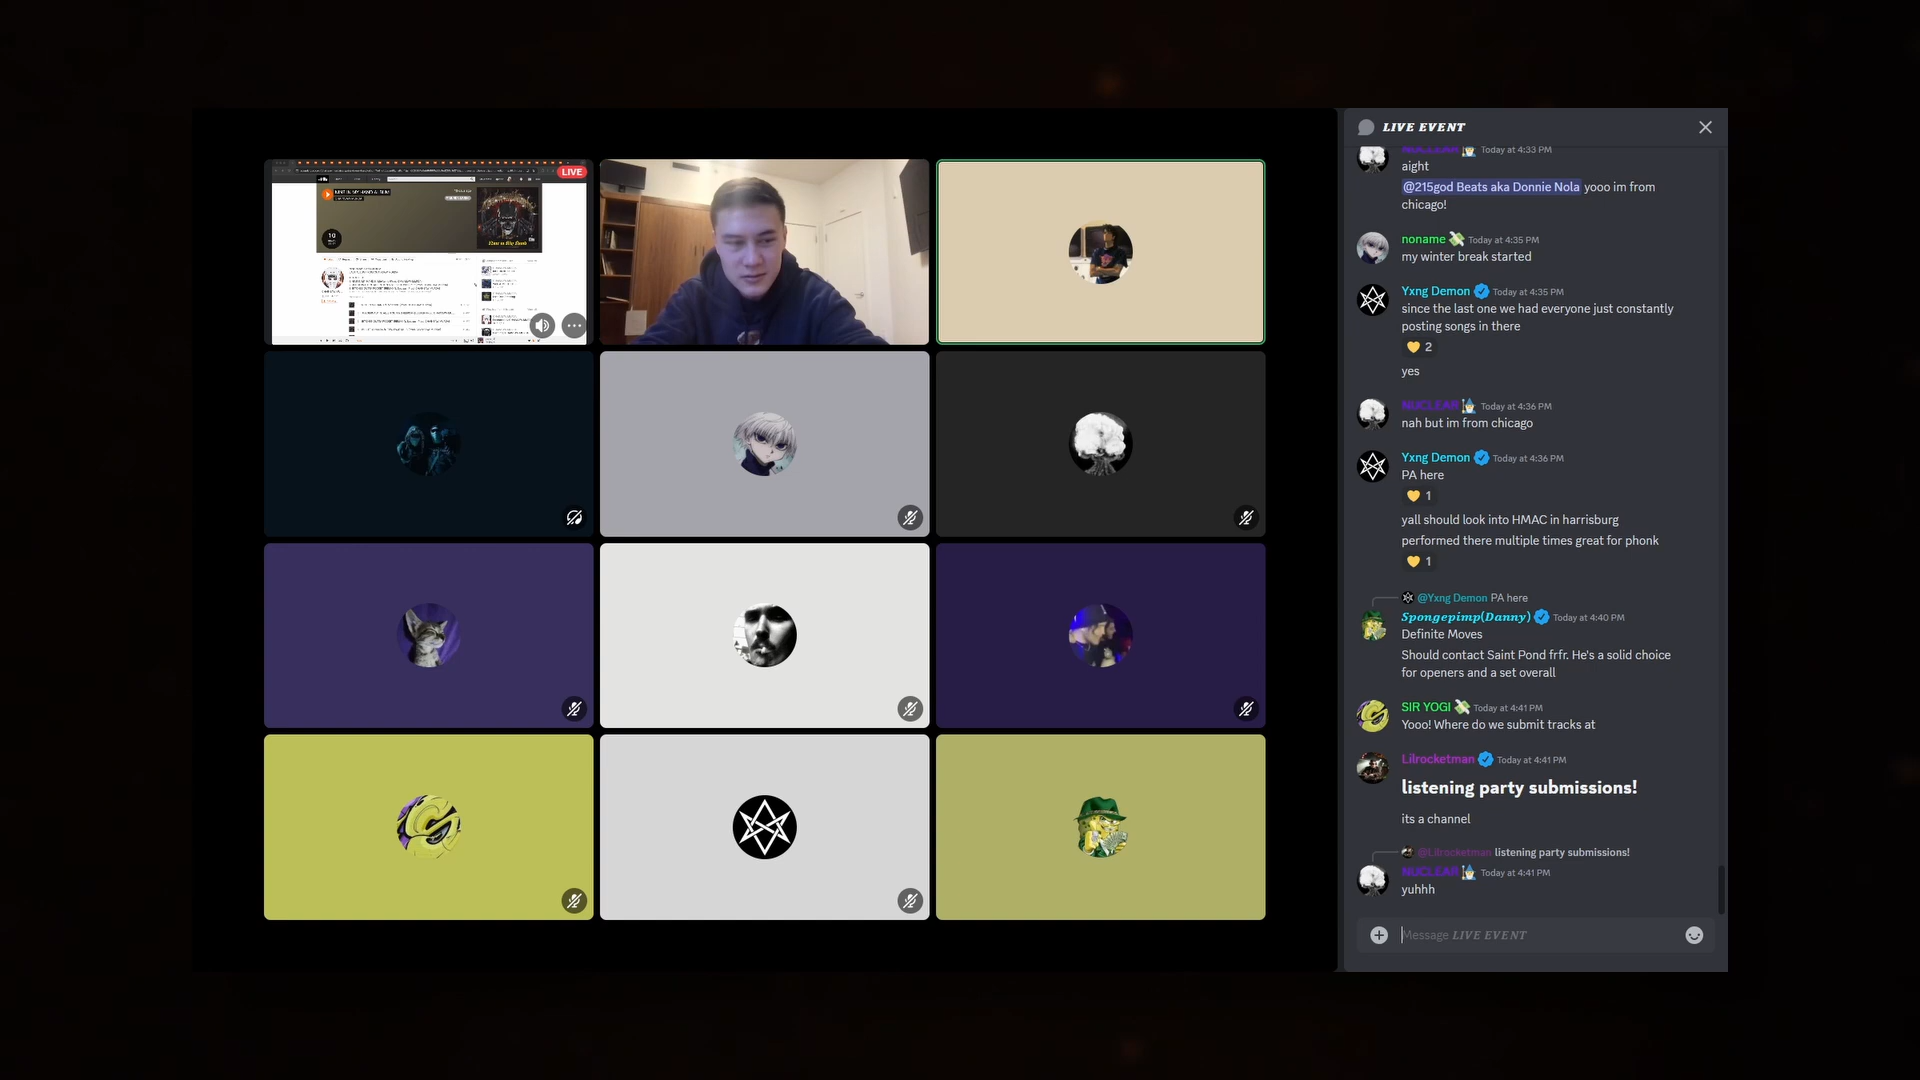 LIVE
10
LIVE EVENT
NUCLEAR Today at 4:33 PM
aight
@215god Beats aka Donnie Nola yooo im from
chicago!
noname Today at 4:35 PM
my winter break started
Yxng Demon Today at 4:35 PM
since the last one we had everyone just constantly
posting songs in there
2
yes
NUCLEAR Today at 4:36 PM
nah but im from chicago
Yxng Demon Today at 4:36 PM
PA here
1
yall should look into HMAC in harrisburg
performed there multiple times great for phonk
1
@Yxng Demon PA here
Spongepimp(Danny) Today at 4:40 PM
Definite Moves
Should contact Saint Pond frfr. He's a solid choice
for openers and a set overall
SIR YOGI Today at 4:41 PM
Yooo! Where do we submit tracks at
Lilrocketman Today at 4:41 PM
listening party submissions!
its a channel
@Lilrocketman listening party submissions!
NUCLEAR Today at 4:41 PM
yuhhh
Message LIVE EVENT